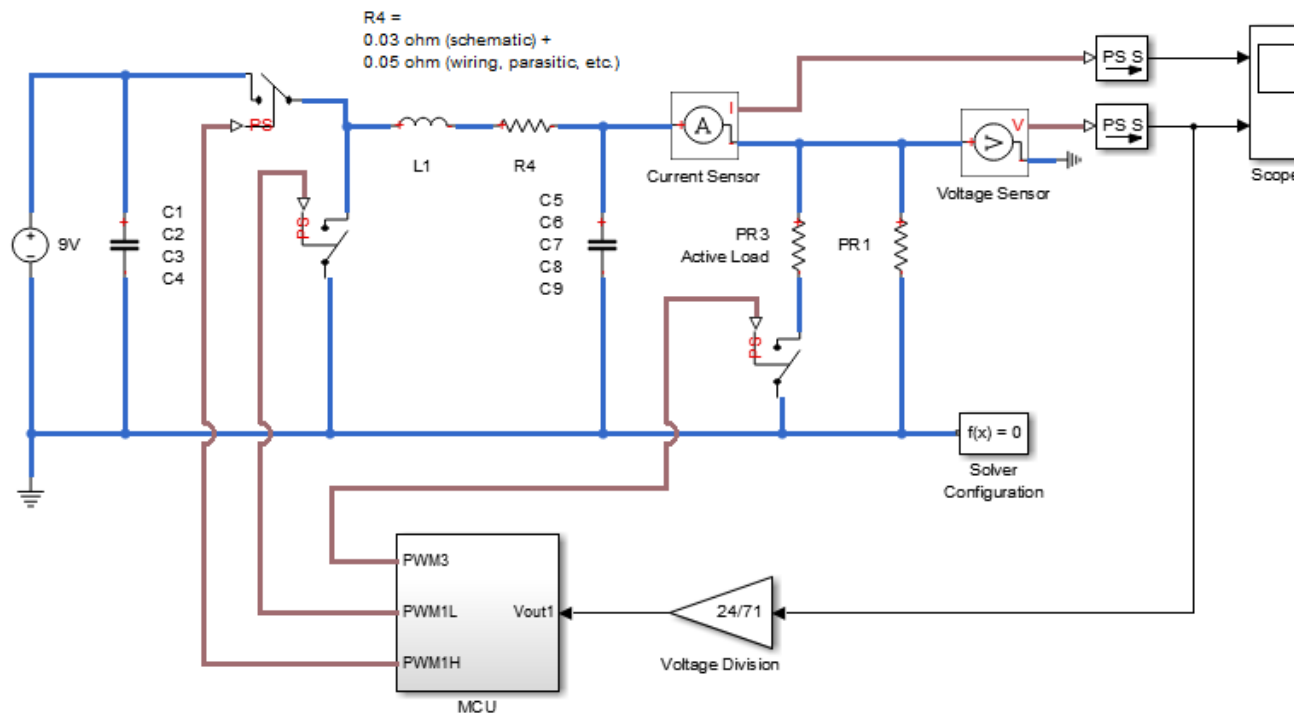 R4 =
0.03 ohm (schematic) +
0.05 ohm (wiring, parasitic, etc.)
PS S
I
PS
A
V
PS S
L1
R4
Current Sensor
V
Voltage Sensor
Scope
PS
C1
C2
C3
C4
9V
C5
C6
C7
C8
C9
PR3
Active Load
PR1
PS
f(x) = 0
Solver
Configuration
PWM3
PWM1L
PWM1H
Vout1
MCU
24/71
Voltage Division